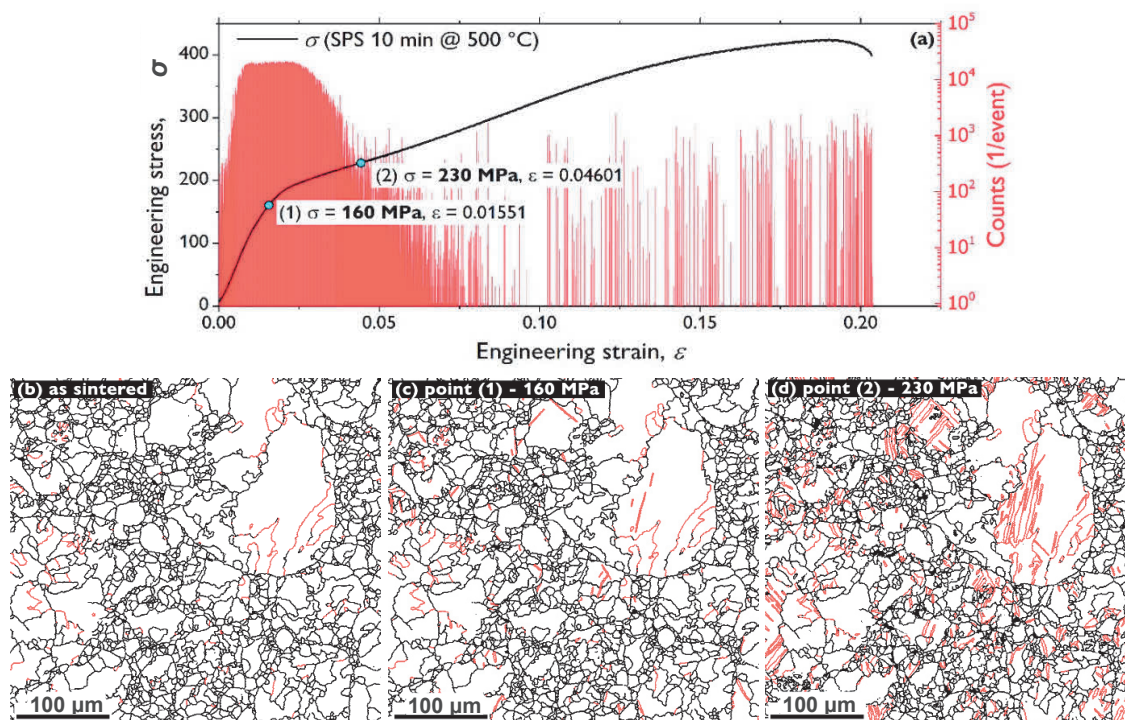 σ (SPS 10 min @ 500 °C)
(a)
Engineering stress, σ
400
300
200
100
0
(2) σ = 230 MPa, ε = 0.04601
(1) σ = 160 MPa, ε = 0.01551
10⁵
10⁴
10³
10²
10¹
10⁰
Counts (1/event)
0.00
0.05
0.10
0.15
0.20
Engineering strain, ε
(b) as sintered
(c) point (1) - 160 MPa
(d) point (2) - 230 MPa
100 µm
100 µm
100 µm